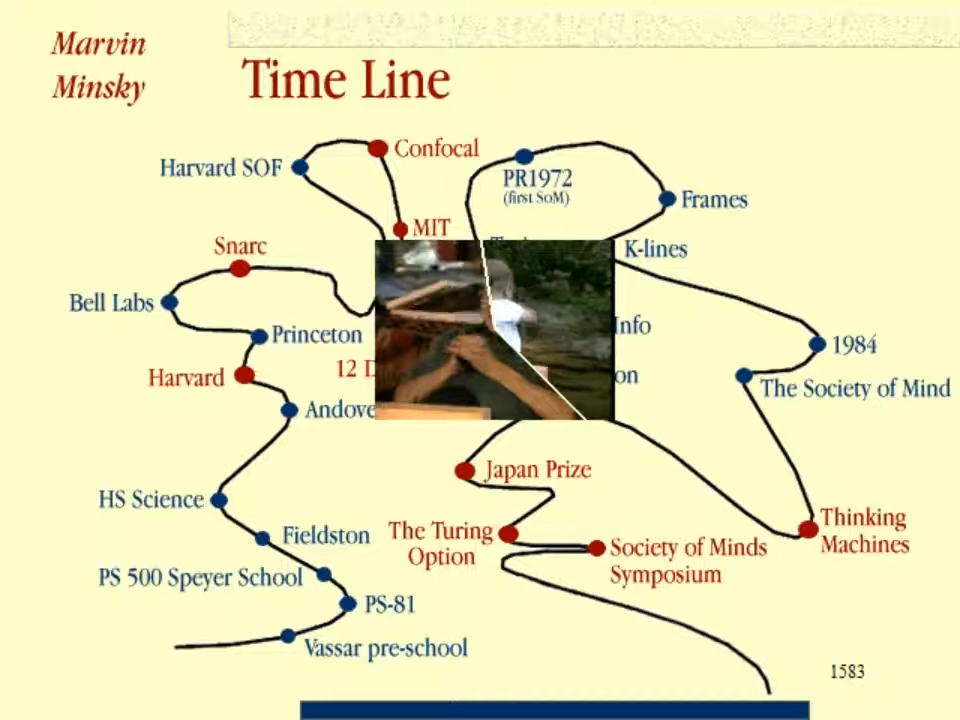 Marvin
Minsky
Time Line
Confocal
Harvard SOF
PR1972
(first SoM)
Frames
MIT
Snarc
K-lines
Bell Labs
Info
Princeton
1984
12
Harvard
The Society of Mind
Andove
Japan Prize
HS Science
Thinking
Machines
Fieldston
The Turing
Option
Society of Minds
Symposium
PS 500 Speyer School
PS-81
Vassar pre-school
1583